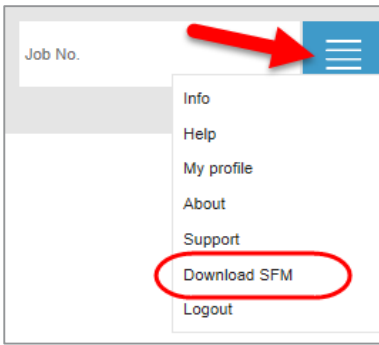 Job No.
Info
Help
My profile
About
Support
Download SFM
Logout